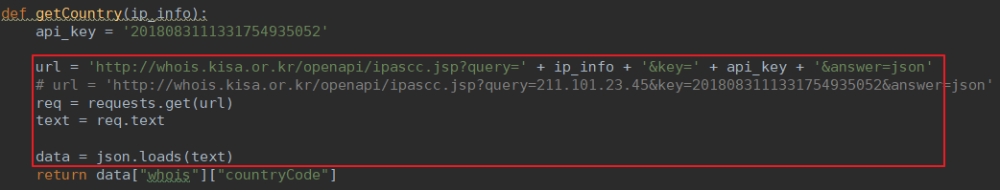 def getCountry(ip_info):
api_key = '2018083111331754935052'
url = 'http://whois.kisa.or.kr/openapi/ipascc.jsp?query=' + ip_info + '&key=' + api_key + '&answer=json'
# url = 'http://whois.kisa.or.kr/openapi/ipascc.jsp?query=211.101.23.45&key=2018083111331754935052&answer=json'
req = requests.get(url)
text = req.text
data = json.loads(text)
return data["whois"]["countryCode"]